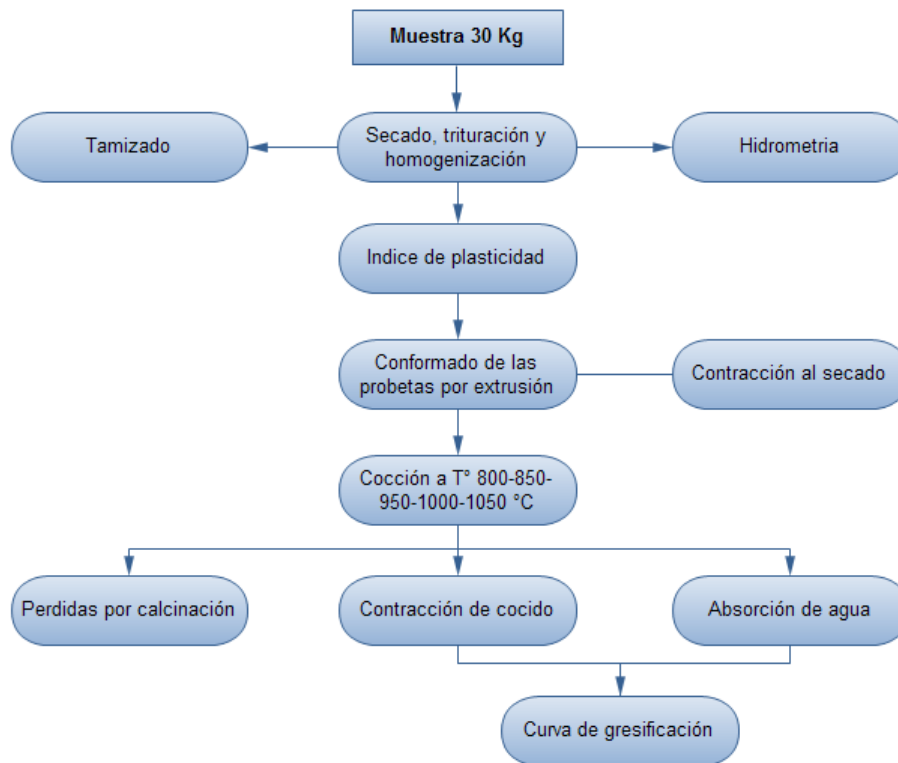 Muestra 30 Kg
Tamizado
Secado, trituración y
homogenización
Hidrometria
Indice de plasticidad
Conformado de las
probetas por extrusión
Contracción al secado
Cocción a T° 800-850-
950-1000-1050 °C
Perdidas por calcinación
Contracción de cocido
Absorción de agua
Curva de gresificación